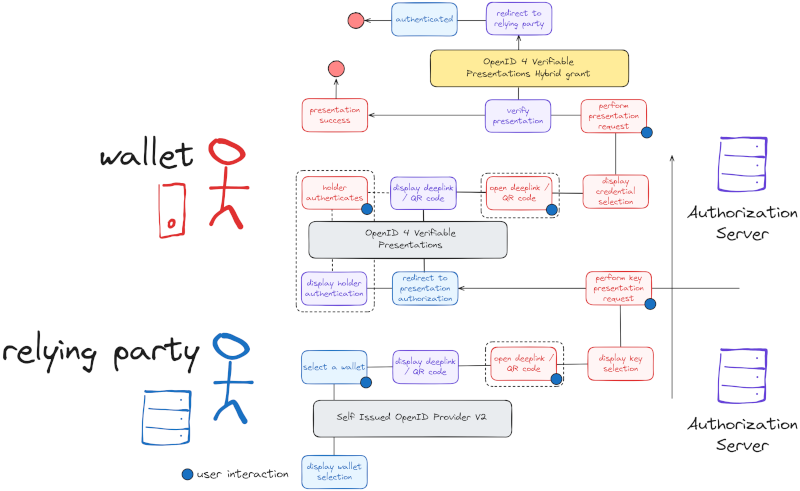 authenticated
redirect to
relying party
OpenID 4 Verifiable
Presentations Hybrid grant
presentation
success
verify
presentation
perform
presentation
request
wallet
holder
authenticates
display deeplink
/ QR code
open deeplink /
QR code
display
credential
selection
Authorization
Server
OpenID 4 Verifiable
Presentations
display holder
authentication
redirect to
presentation
authorization
perform key
presentation
request
relying party
select a wallet
display deeplink
/ QR code
open deeplink /
QR code
display key
selection
Self Issued OpenID Provider V2
Authorization
Server
user interaction
display wallet
selection